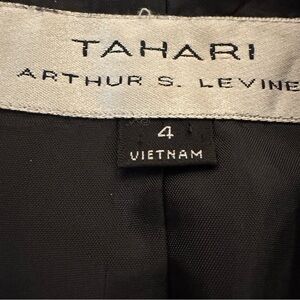 TAHARI
ARTHUR S. LEVINE
4
VIETNAM